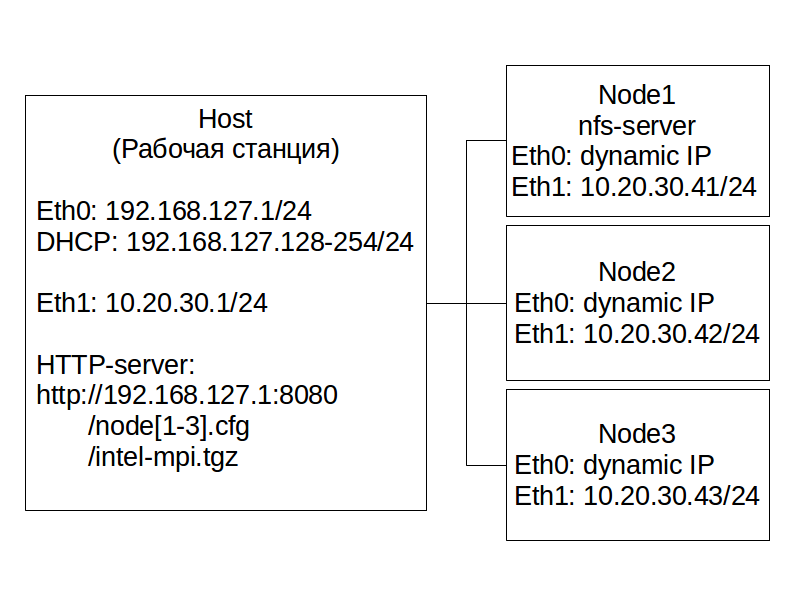 Host
(Рабочая станция)
Eth0: 192.168.127.1/24
DHCP: 192.168.127.128-254/24
Eth1: 10.20.30.1/24
HTTP-server:
http://192.168.127.1:8080
/node[1-3].cfg
/intel-mpi.tgz
Node1
nfs-server
Eth0: dynamic IP
Eth1: 10.20.30.41/24
Node2
Eth0: dynamic IP
Eth1: 10.20.30.42/24
Node3
Eth0: dynamic IP
Eth1: 10.20.30.43/24